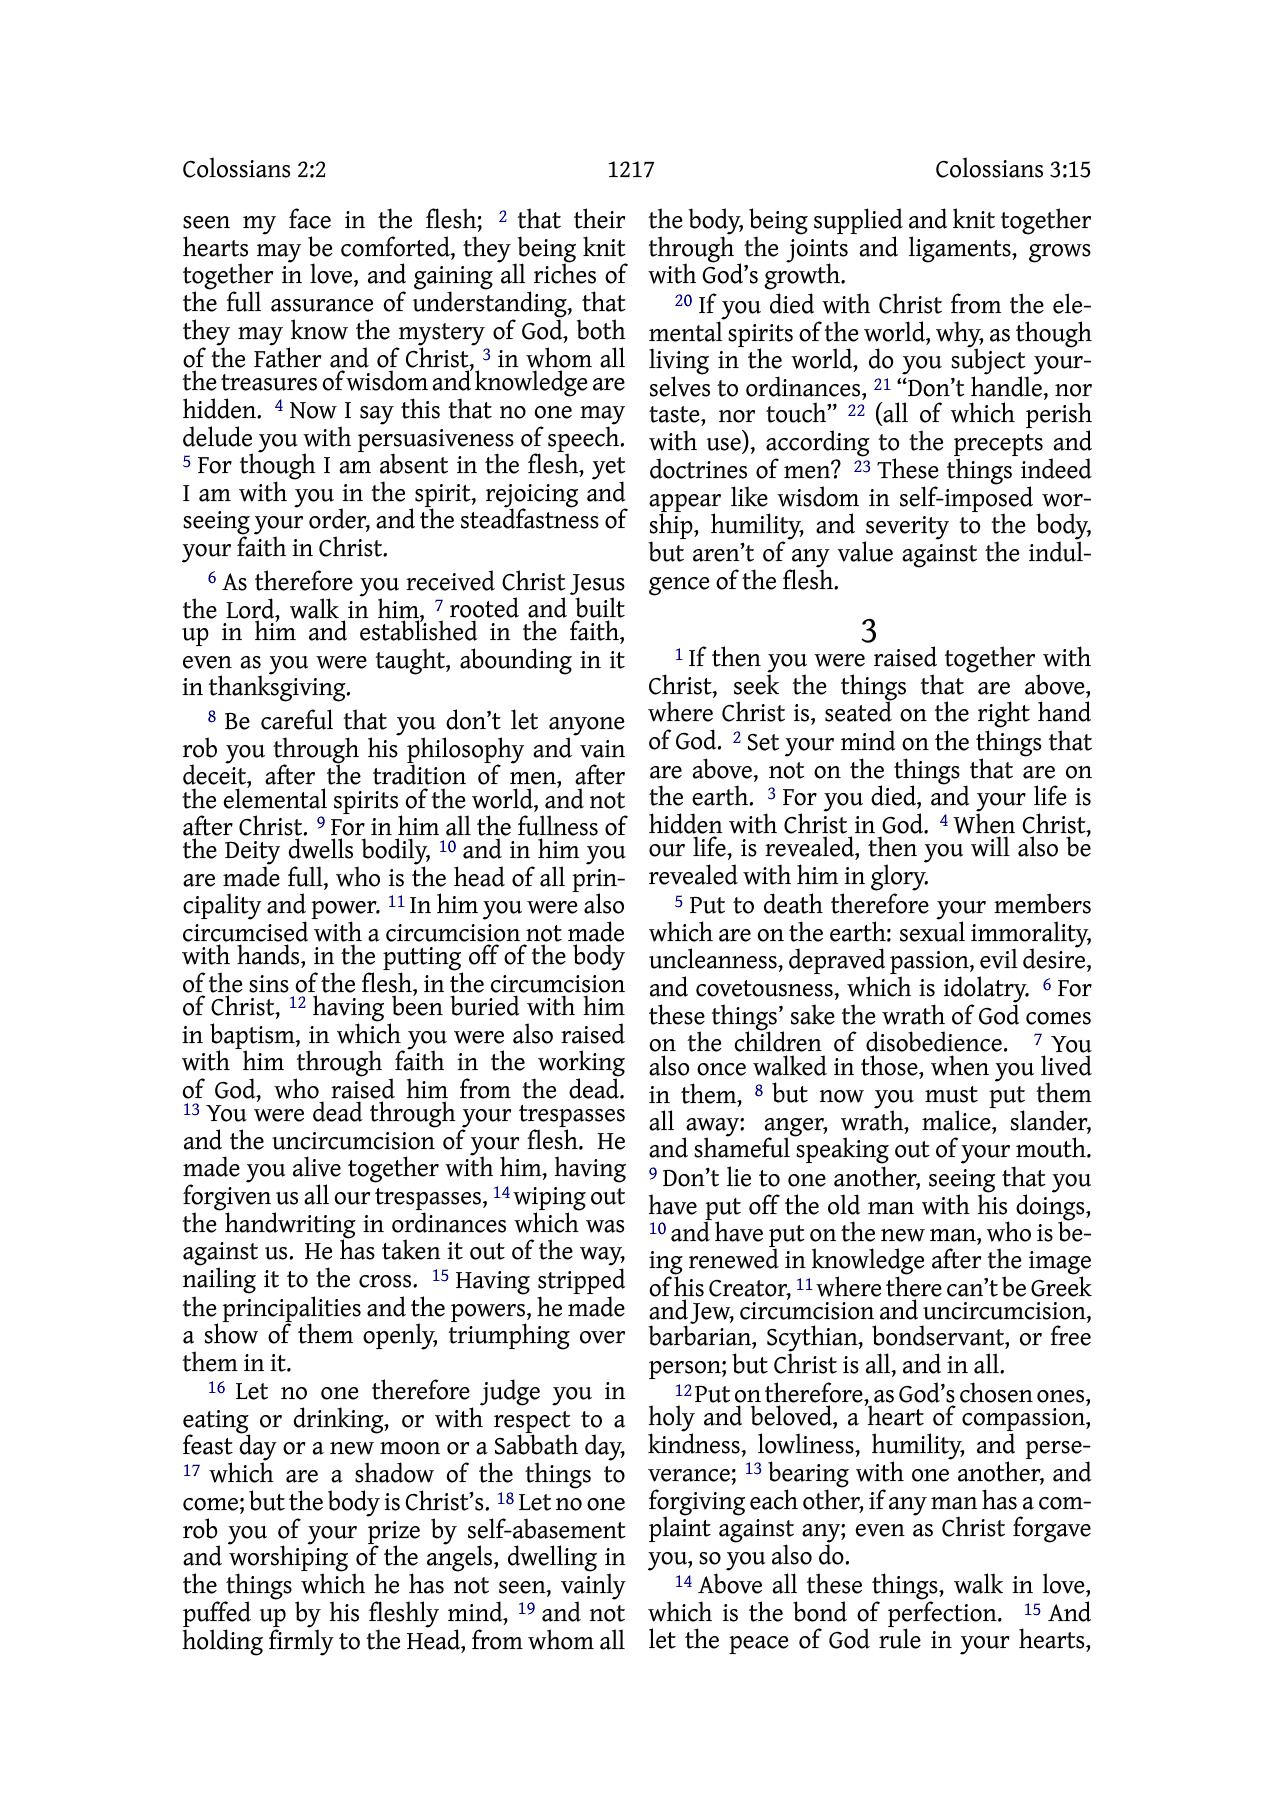 Colossians 2:2
1217
Colossians 3:15
seen my face in the flesh; 2 that their
hearts may be comforted, they being knit
together in love, and gaining all riches of
the full assurance of understanding, that
they may know the mystery of God, both
of the Father and of Christ, 3 in whom all
the treasures of wisdom and knowledge are
hidden. 4 Now I say this that no one may
delude you with persuasiveness of speech.
5 For though I am absent in the flesh, yet
I am with you in the spirit, rejoicing and
seeing your order, and the steadfastness of
your faith in Christ.
6 As therefore you received Christ Jesus
the Lord, walk in him, 7 rooted and built
up in him and established in the faith,
even as you were taught, abounding in it
in thanksgiving.
8 Be careful that you don’t let anyone
rob you through his philosophy and vain
deceit, after the tradition of men, after
the elemental spirits of the world, and not
after Christ. 9 For in him all the fullness of
the Deity dwells bodily, 10 and in him you
are made full, who is the head of all prin-
cipality and power. 11 In him you were also
circumcised with a circumcision not made
with hands, in the putting off of the body
of the sins of the flesh, in the circumcision
of Christ, 12 having been buried with him
in baptism, in which you were also raised
with him through faith in the working
of God, who raised him from the dead.
13 You were dead through your trespasses
and the uncircumcision of your flesh. He
made you alive together with him, having
forgiven us all our trespasses, 14 wiping out
the handwriting in ordinances which was
against us. He has taken it out of the way,
nailing it to the cross. 15 Having stripped
the principalities and the powers, he made
a show of them openly, triumphing over
them in it.
16 Let no one therefore judge you in
eating or drinking, or with respect to a
feast day or a new moon or a Sabbath day,
17 which are a shadow of the things to
come; but the body is Christ’s. 18 Let no one
rob you of your prize by self-abasement
and worshiping of the angels, dwelling in
the things which he has not seen, vainly
puffed up by his fleshly mind, 19 and not
holding firmly to the Head, from whom all
the body, being supplied and knit together
through the joints and ligaments, grows
with God’s growth.
20 If you died with Christ from the ele-
mental spirits of the world, why, as though
living in the world, do you subject your-
selves to ordinances, 21 “Don’t handle, nor
taste, nor touch” 22 (all of which perish
with use), according to the precepts and
doctrines of men? 23 These things indeed
appear like wisdom in self-imposed wor-
ship, humility, and severity to the body,
but aren’t of any value against the indul-
gence of the flesh.
3
1 If then you were raised together with
Christ, seek the things that are above,
where Christ is, seated on the right hand
of God. 2 Set your mind on the things that
are above, not on the things that are on
the earth. 3 For you died, and your life is
hidden with Christ in God. 4 When Christ,
our life, is revealed, then you will also be
revealed with him in glory.
5 Put to death therefore your members
which are on the earth: sexual immorality,
uncleanness, depraved passion, evil desire,
and covetousness, which is idolatry. 6 For
these things’ sake the wrath of God comes
on the children of disobedience. 7 You
also once walked in those, when you lived
in them, 8 but now you must put them
all away: anger, wrath, malice, slander,
and shameful speaking out of your mouth.
9 Don’t lie to one another, seeing that you
have put off the old man with his doings,
10 and have put on the new man, who is be-
ing renewed in knowledge after the image
of his Creator, 11 where there can’t be Greek
and Jew, circumcision and uncircumcision,
barbarian, Scythian, bondservant, or free
person; but Christ is all, and in all.
12 Put on therefore, as God’s chosen ones,
holy and beloved, a heart of compassion,
kindness, lowliness, humility, and perse-
verance; 13 bearing with one another, and
forgiving each other, if any man has a com-
plaint against any; even as Christ forgave
you, so you also do.
14 Above all these things, walk in love,
which is the bond of perfection. 15 And
let the peace of God rule in your hearts,